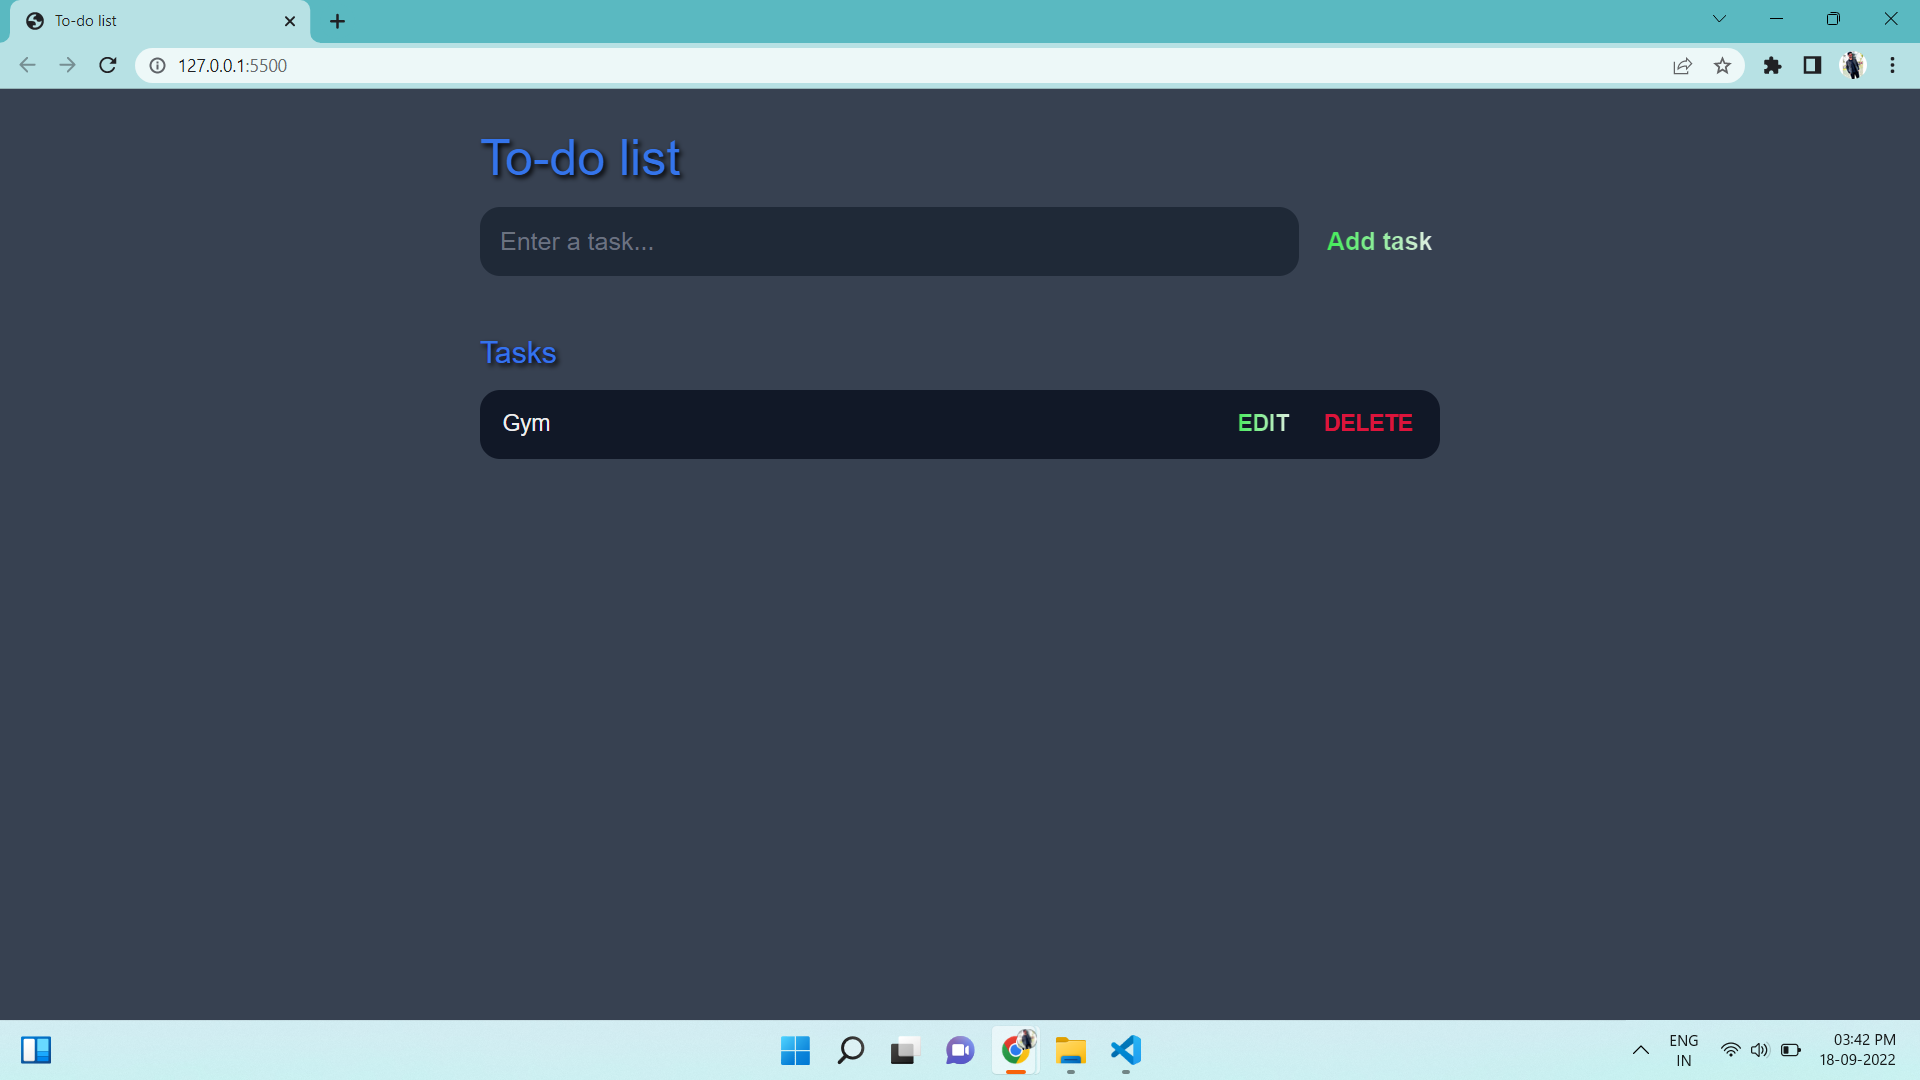 To-do list
127.0.0.1:5500
To-do list
Enter a task...
Add task
Tasks
Gym
EDIT
DELETE
ENG
IN
03:42 PM
18-09-2022